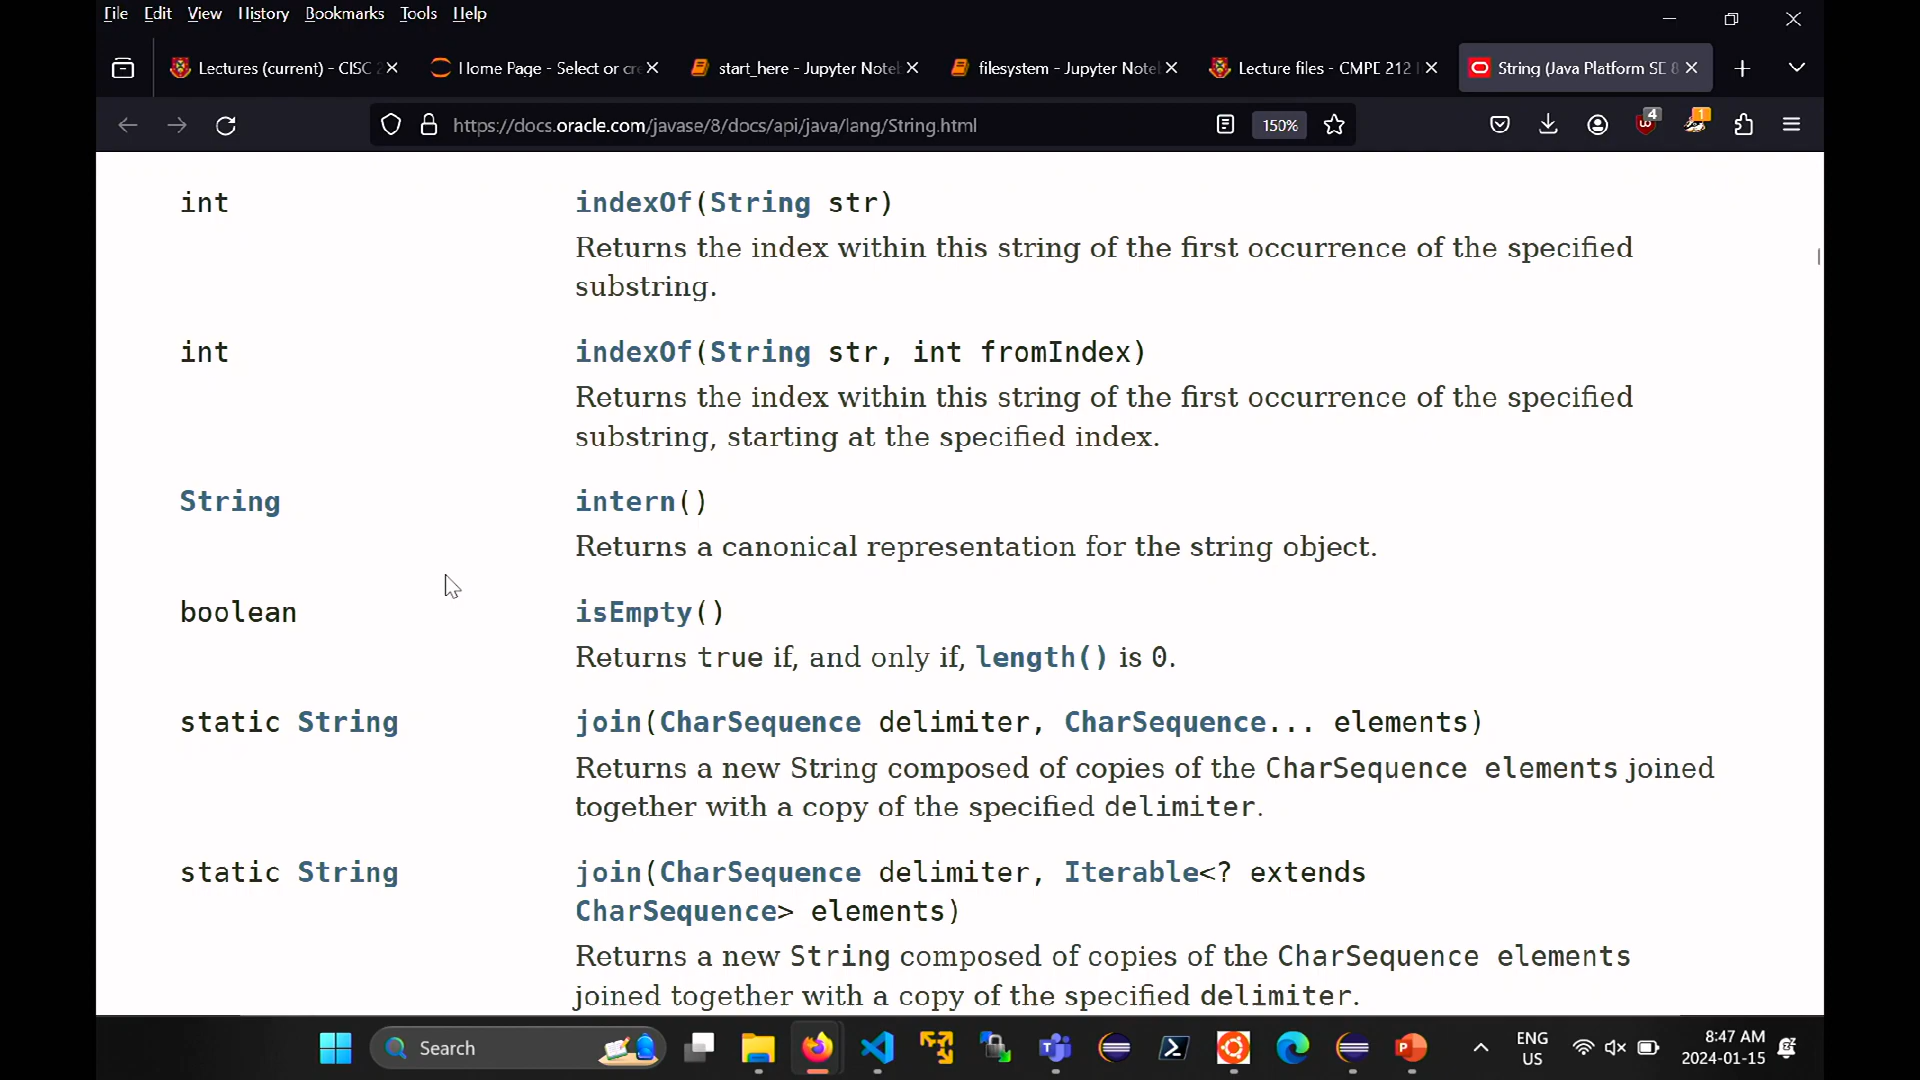 File Edit View History Bookmarks Tools Help
Lectures (current) - CISC 2
Home Page - Select or cre
start_here - Jupyter Note
filesystem - Jupyter Note
Lecture files - CMPE 212
String (Java Platform SE 8
https://docs.oracle.com/javase/8/docs/api/java/lang/String.html
150%
4
1
int
indexOf(String str)
Returns the index within this string of the first occurrence of the specified
substring.
int
indexOf(String str, int fromIndex)
Returns the index within this string of the first occurrence of the specified
substring, starting at the specified index.
String
intern()
Returns a canonical representation for the string object.
boolean
isEmpty()
Returns true if, and only if, length() is 0.
static String
join(CharSequence delimiter, CharSequence... elements)
Returns a new String composed of copies of the CharSequence elements joined
together with a copy of the specified delimiter.
static String
join(CharSequence delimiter, Iterable<? extends
CharSequence> elements)
Returns a new String composed of copies of the CharSequence elements
joined together with a copy of the specified delimiter.
Search
ENG
US
8:47 AM
2024-01-15